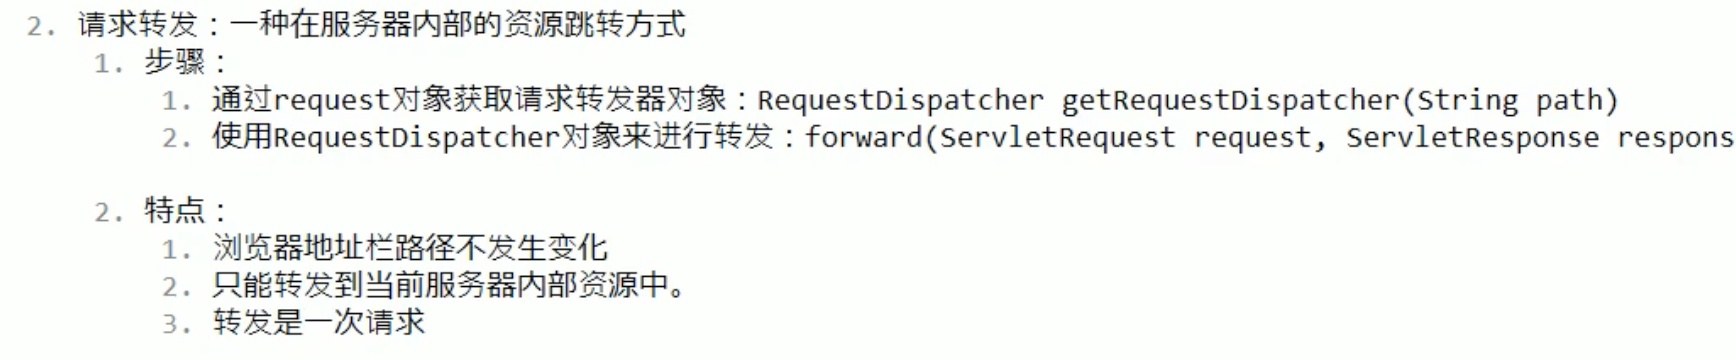 2. 请求转发：一种在服务器内部的资源跳转方式
1. 步骤：
1. 通过request对象获取请求转发器对象：RequestDispatcher getRequestDispatcher(String path)
2. 使用RequestDispatcher对象来进行转发：forward(ServletRequest request, ServletResponse respons
2. 特点：
1. 浏览器地址栏路径不发生变化
2. 只能转发到当前服务器内部资源中。
3. 转发是一次请求